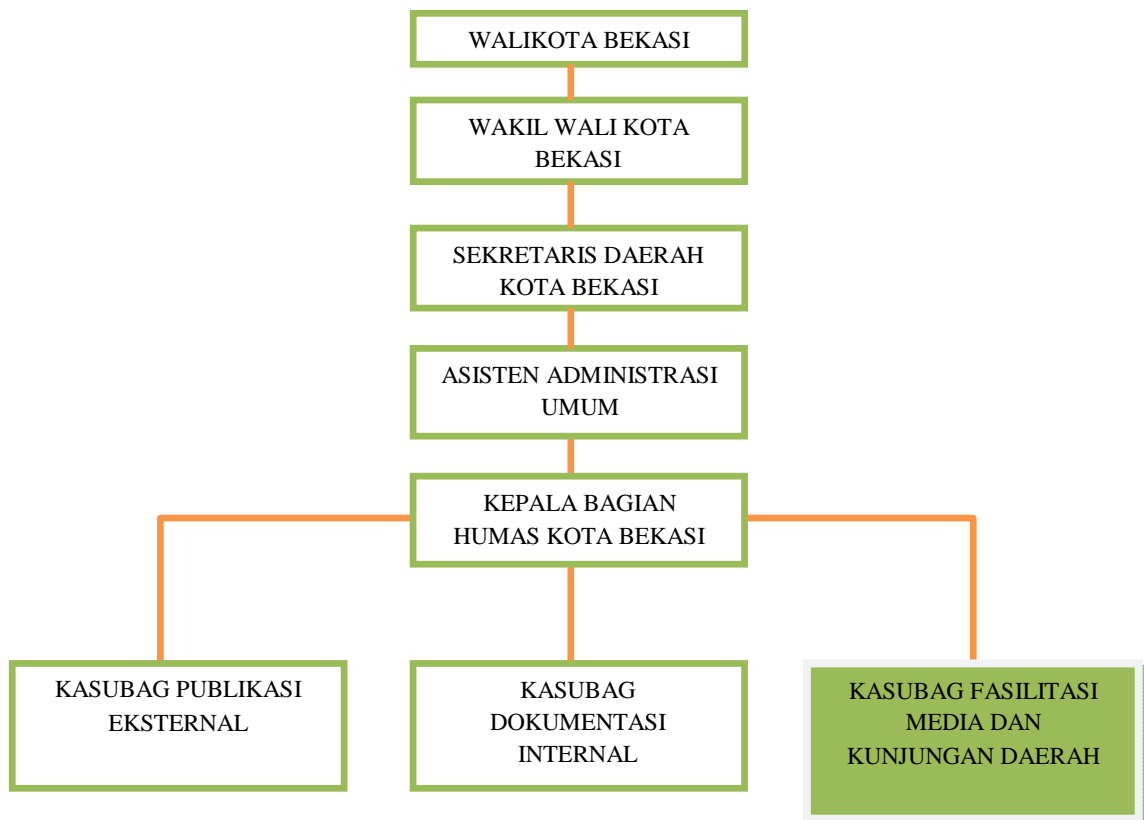 WALIKOTA BEKASI
WAKIL WALI KOTA
BEKASI
SEKRETARIS DAERAH
KOTA BEKASI
ASISTEN ADMINISTRASI
UMUM
KEPALA BAGIAN
HUMAS KOTA BEKASI
KASUBAG PUBLIKASI
EKSTERNAL
KASUBAG
DOKUMENTASI
INTERNAL
KASUBAG FASILITASI
MEDIA DAN
KUNJUNGAN DAERAH